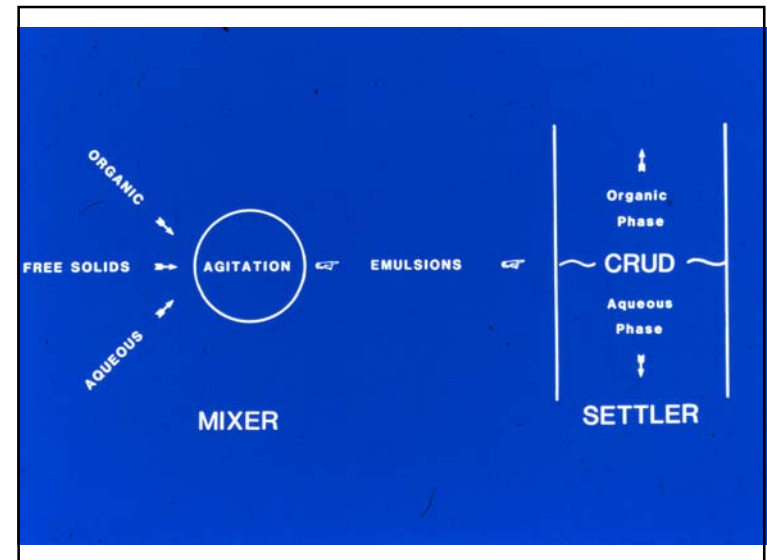 ORGANIC
FREE SOLIDS
AQUEOUS
AGITATION
EMULSIONS
Organic
Phase
CRUD
Aqueous
Phase
MIXER
SETTLER